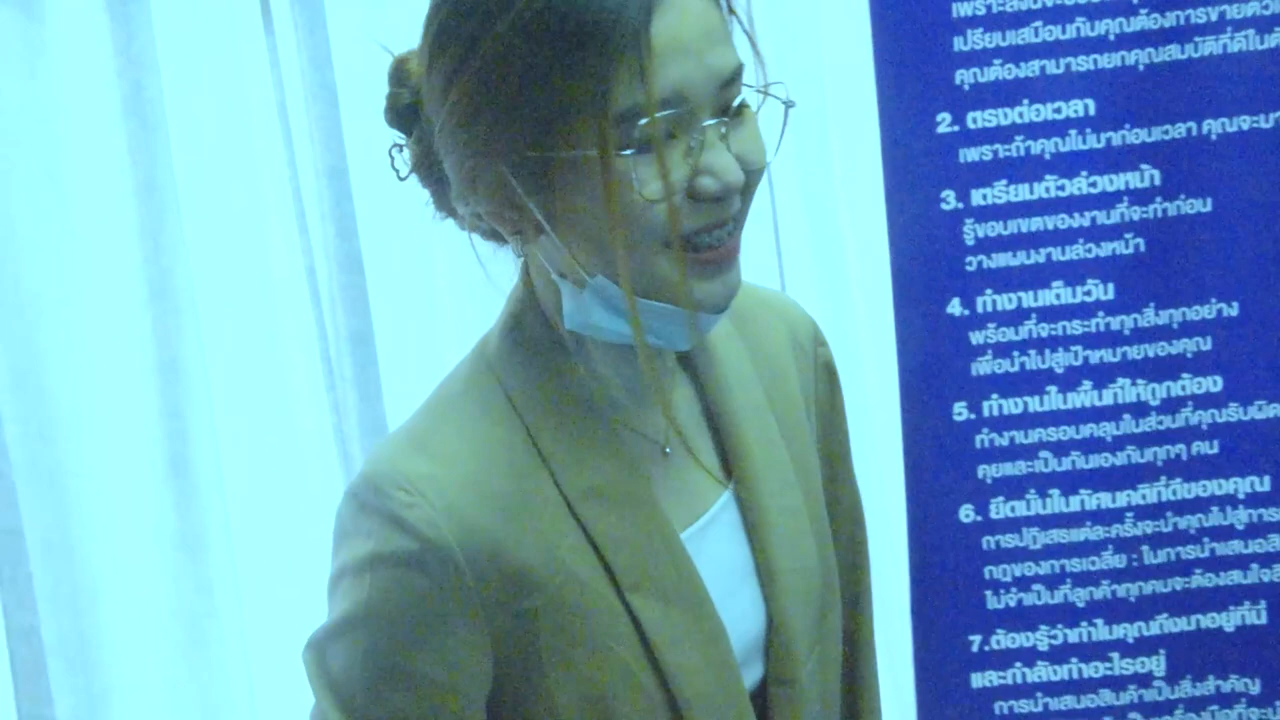 เปรียบเสมือนกับคุณต้องการขายตัว
คุณต้องสามารถยกคุณสมบัติที่ดีใน
2. ตรงต่อเวลา
เพราะถ้าคุณไม่มาก่อนเวลา คุณจะมา
3. เตรียมตัวล่วงหน้า
รู้ขอบเขตของงานที่จะทำก่อน
วางแผนงานล่วงหน้า
4. ทำงานเต็มวัน
พร้อมที่จะกระทำทุกสิ่งทุกอย่าง
เพื่อนำไปสู่เป้าหมายของคุณ
5. ทำงานในพื้นที่ให้ถูกต้อง
ทำงานครอบคลุมในส่วนที่คุณรับผิด
คุยและเป็นกันเองกับทุกๆ คน
6. ยึดมั่นในทัศนคติที่ดีของคุณ
การปฏิเสธแต่ละครั้งจะนำคุณไปสู่การ
กฎของการเฉลี่ย : ในการนำเสนอสิ
ไม่จำเป็นที่ลูกค้าทุกคนจะต้องสนใจสิ
7.ต้องรู้ว่าทำไมคุณถึงมาอยู่ที่นี่
และกำลังทำอะไรอยู่
การนำเสนอสินค้าเป็นสิ่งสำคัญ